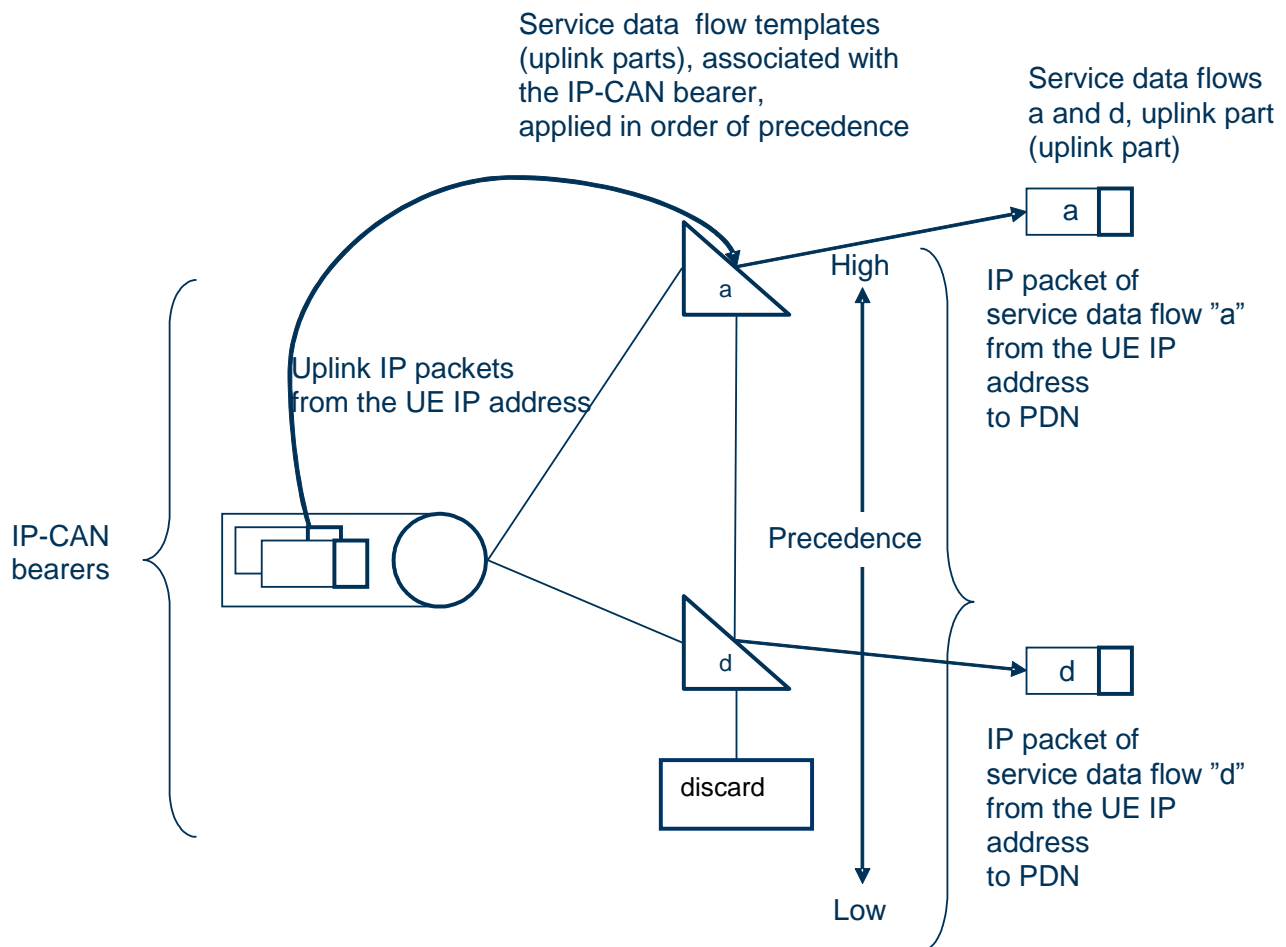 Service data flow templates
(uplink parts), associated with
the IP-CAN bearer,
applied in order of precedence
Service data flows
a and d, uplink part
(uplink part)
a
a
High
IP packet of
service data flow ”a”
from the UE IP
address
to PDN
Uplink IP packets
from the UE IP address
IP-CAN
bearers
Precedence
d
d
discard
IP packet of
service data flow ”d”
from the UE IP
address
to PDN
Low